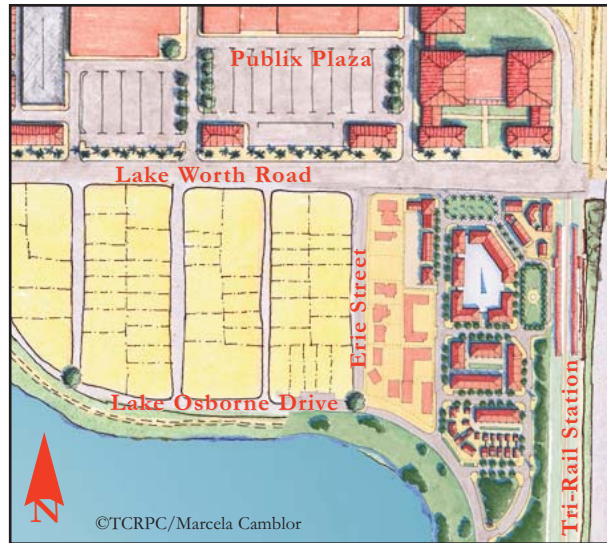 Publix Plaza
Lake Worth Road
Erie Street
Lake Osborne Drive
Tri-Rail Station
N
©TCRPC/Marcela Camblor